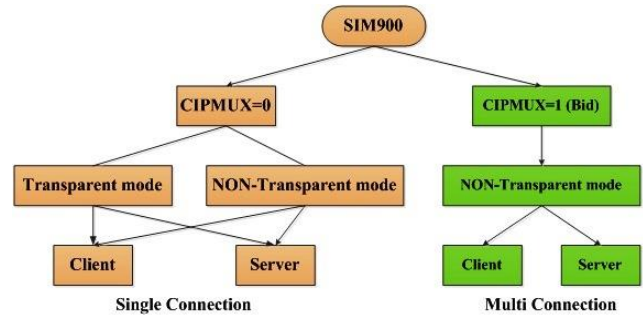 SIM900
CIPMUX=0
CIPMUX=1 (Bid)
Transparent mode
NON-Transparent mode
NON-Transparent mode
Client
Server
Client
Server
Single Connection
Multi Connection